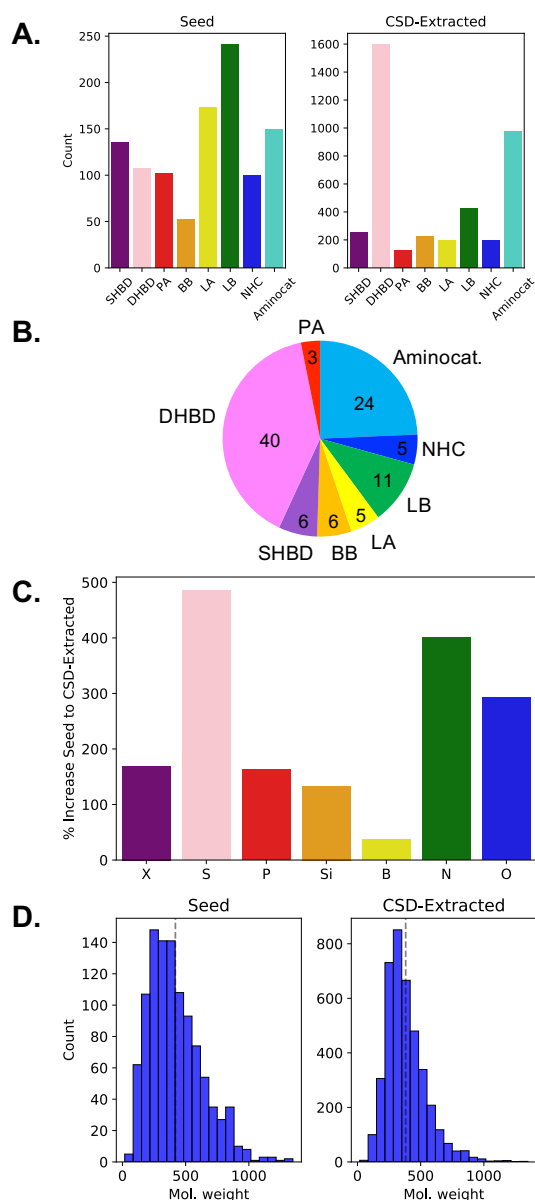 A.
Seed
CSD-Extracted
Count
250
200
150
100
50
0
SHBD DHBD PA BB LA LB NHC Aminocat
1600
1400
1200
1000
800
600
400
200
0
SHBD DHBD PA BB LA LB NHC Aminocat
B.
PA
3
Aminocat.
24
DHBD
40
NHC
5
LB
11
LA
5
BB
6
SHBD
6
C.
% Increase Seed to CSD-Extracted
500
400
300
200
100
0
X S P Si B N O
D.
Seed
CSD-Extracted
Count
140
120
100
80
60
40
20
0
0 500 1000
Mol. weight
800
600
400
200
0
0 500 1000
Mol. weight